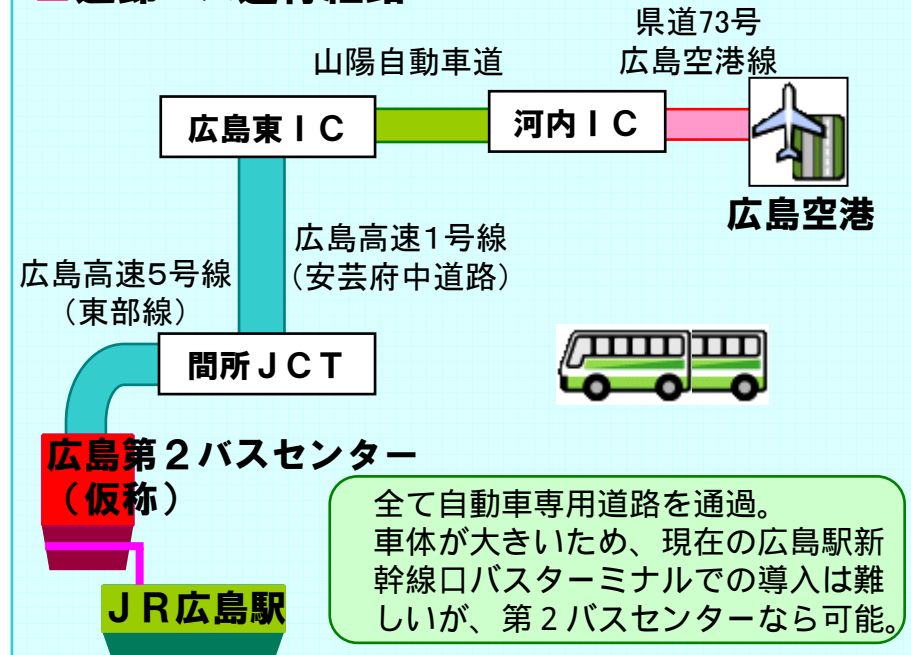 県道73号
山陽自動車道
広島空港線
広島東ＩＣ
河内ＩＣ
広島空港
広島高速１号線
（安芸府中道路）
広島高速5号線
（東部線）
間所ＪＣＴ
広島第２バスセンター
（仮称）
全て自動車専用道路を通過。
車体が大きいため、現在の広島駅新
幹線口バスターミナルでの導入は難
しいが、第２バスセンターなら可能。
ＪＲ広島駅